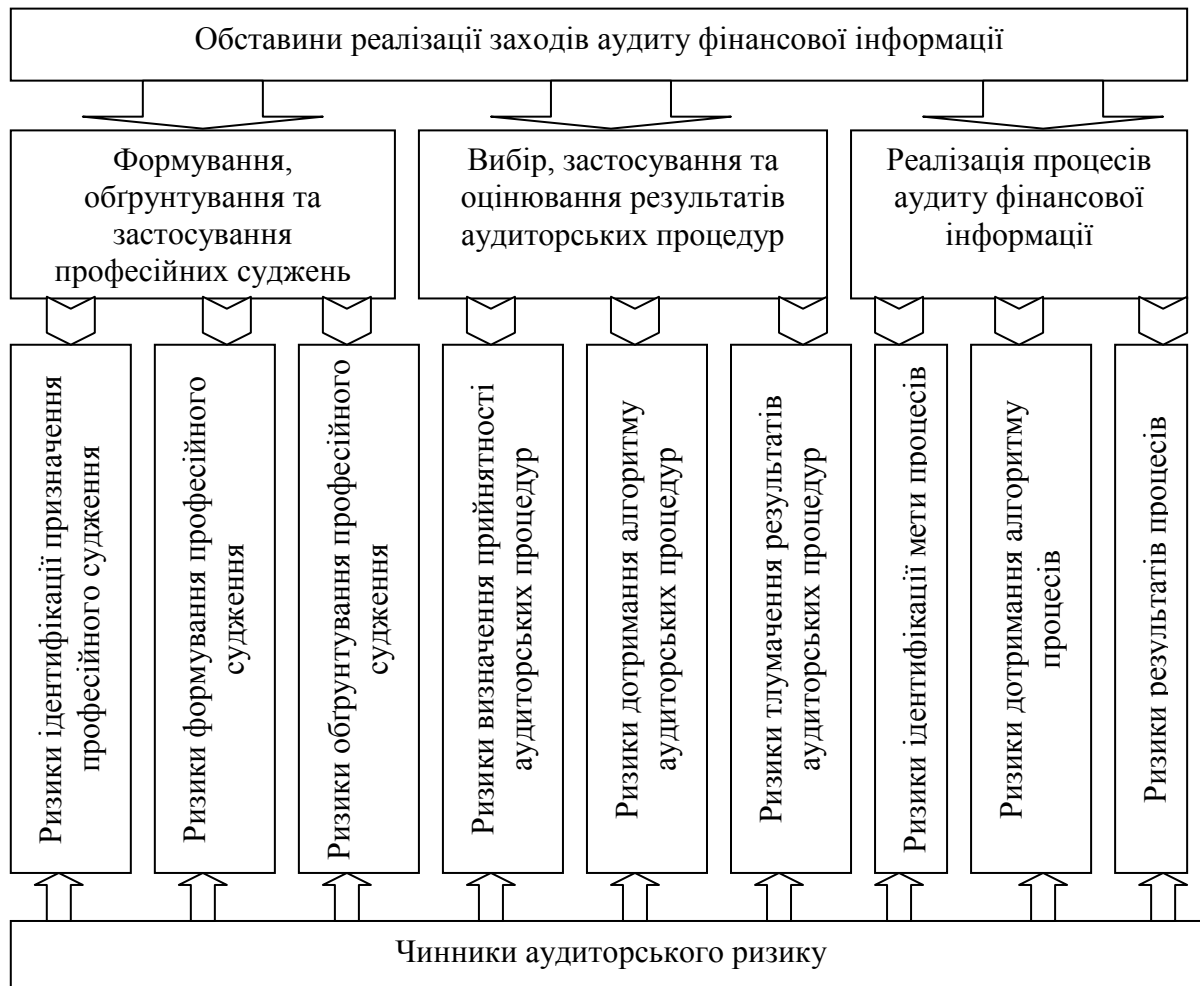 Обставини реалізації заходів аудиту фінансової інформації
Формування,
обґрунтування та
застосування
професійних суджень
Вибір, застосування та
оцінювання результатів
аудиторських процедур
Реалізація процесів
аудиту фінансової
інформації
Ризики ідентифікації призначення
професійного судження
Ризики формування професійного
судження
Ризики обґрунтування професійного
судження
Ризики визначення прийнятності
аудиторських процедур
Ризики дотримання алгоритму
аудиторських процедур
Ризики тлумачення результатів
аудиторських процедур
Ризики ідентифікації мети процесів
Ризики дотримання алгоритму
процесів
Ризики результатів процесів
Чинники аудиторського ризику